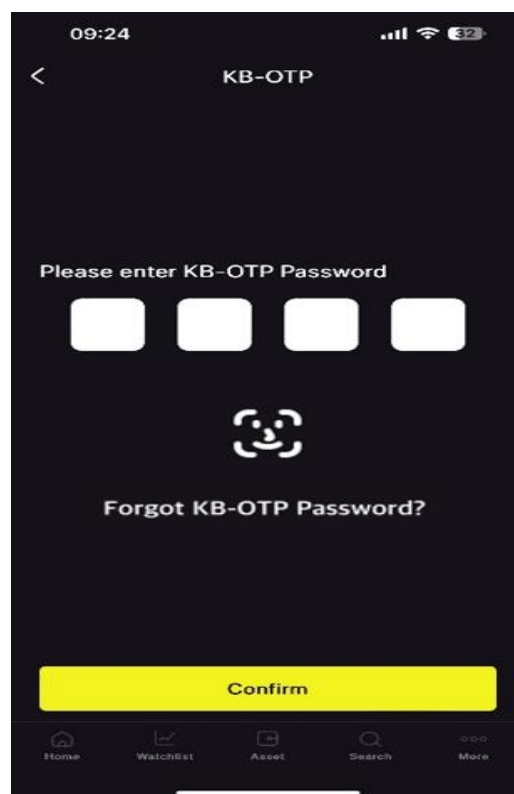 09:24
32
KB-OTP
Please enter KB-OTP Password
Forgot KB-OTP Password?
Confirm
Home Watchlist Asset Search More